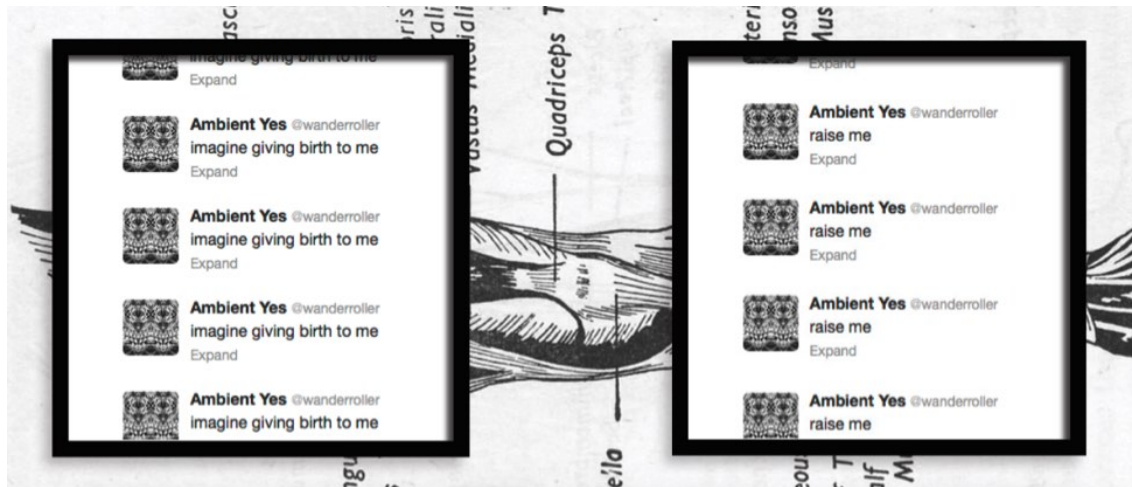 imagine giving birth to me
Expand
Ambient Yes @wanderroller
imagine giving birth to me
Expand
Ambient Yes @wanderroller
imagine giving birth to me
Expand
Ambient Yes @wanderroller
imagine giving birth to me
Expand
Ambient Yes @wanderroller
imagine giving birth to me
Quadriceps
Vastus Medialis
Expand
Ambient Yes @wanderroller
raise me
Expand
Ambient Yes @wanderroller
raise me
Expand
Ambient Yes @wanderroller
raise me
Expand
Ambient Yes @wanderroller
raise me